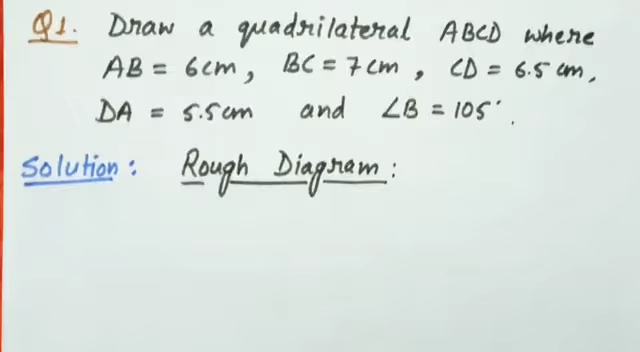 Q1. Draw a quadrilateral ABCD where
AB = 6cm, BC = 7cm, CD = 6.5 cm,
DA = 5.5cm and ∠B = 105°.
Solution: Rough Diagram: